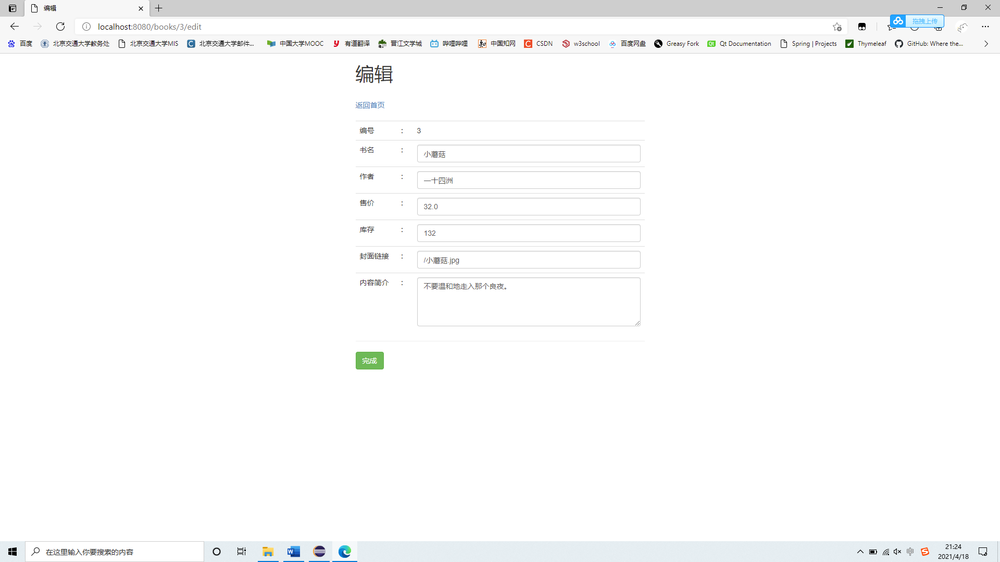 编辑
localhost:8080/books/3/edit
拖拽上传
百度 北京交通大学教务处 北京交通大学MIS 北京交通大学邮件... 中国大学MOOC 有道翻译 晋江文学城 哔哩哔哩 中国知网 CSDN w3school 百度网盘 Greasy Fork Qt Documentation Spring | Projects Thymeleaf GitHub: Where the...
编辑
返回首页
编号 : 3
书名 : 小蘑菇
作者 : 一十四洲
售价 : 32.0
库存 : 132
封面链接 : /小蘑菇.jpg
内容简介 : 不要温和地走入那个良夜。
完成
在这里输入你要搜索的内容
中
21:24
2021/4/18